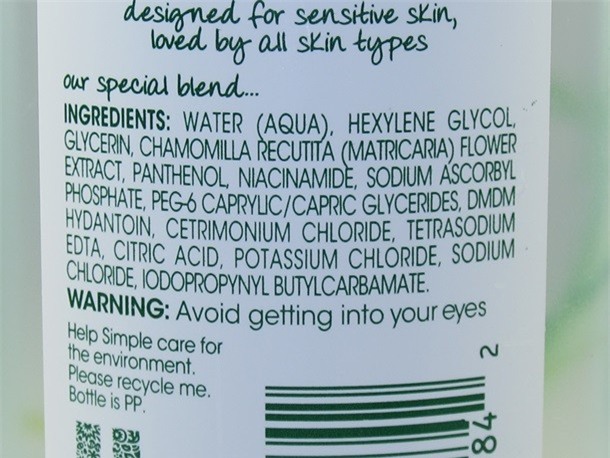 designed for sensitive skin,
loved by all skin types
our special blend...
INGREDIENTS: WATER (AQUA), HEXYLENE GLYCOL,
GLYCERIN, CHAMOMILLA RECUTITA (MATRICARIA) FLOWER
EXTRACT, PANTHENOL, NIACINAMIDE, SODIUM ASCORBYL
PHOSPHATE, PEG-6 CAPRYLIC/CAPRIC GLYCERIDES, DMDM
HYDANTOIN, CETRIMONIUM CHLORIDE, TETRASODIUM
EDTA, CITRIC ACID, POTASSIUM CHLORIDE, SODIUM
CHLORIDE, IODOPROPYNYL BUTYLCARBAMATE.
WARNING: Avoid getting into your eyes
Help Simple care for
the environment.
Please recycle me.
Bottle is PP.
84 2